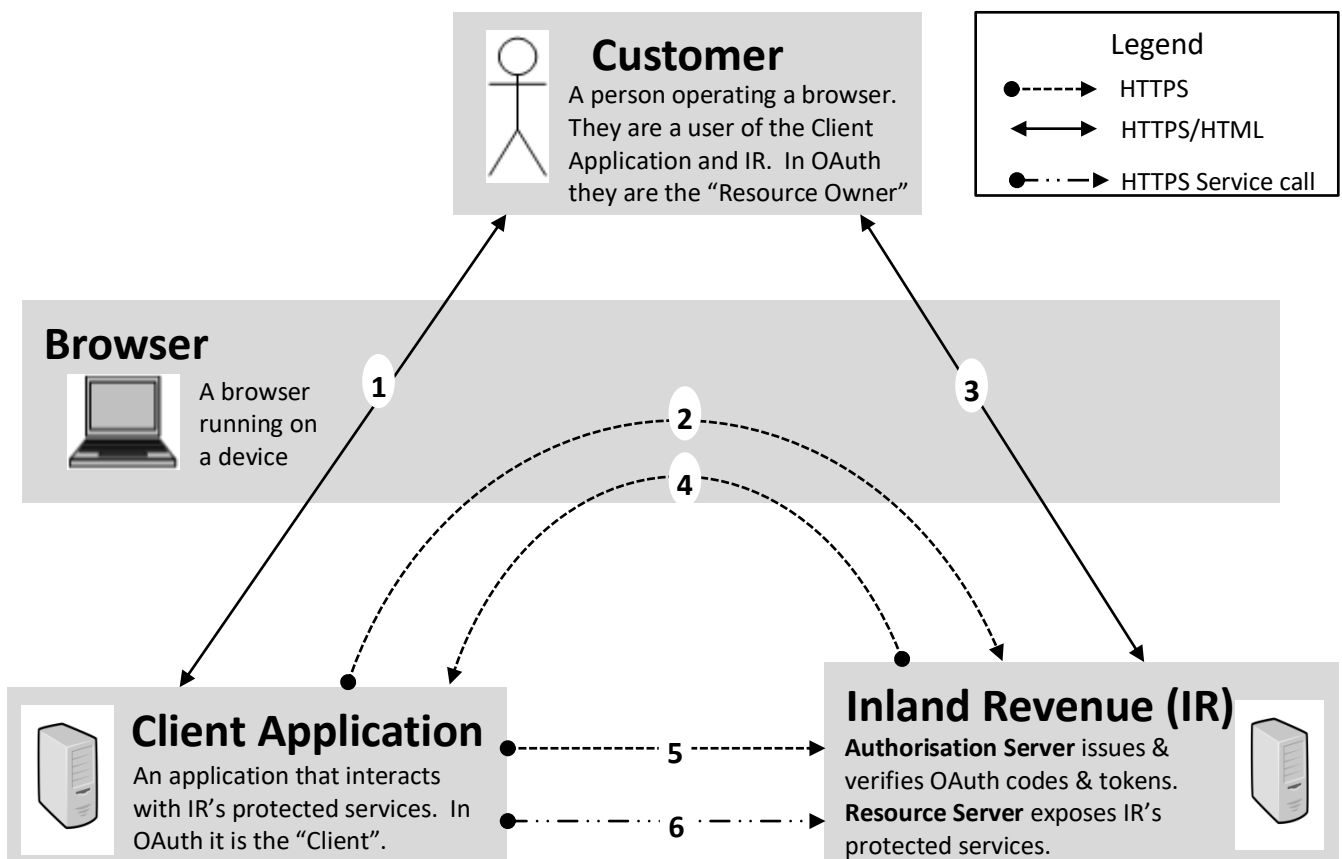 Customer
A person operating a browser.
They are a user of the Client
Application and IR.  In OAuth
they are the “Resource Owner”
Legend
HTTPS
HTTPS/HTML
HTTPS Service call
Browser
A browser
running on
a device
1
2
3
4
Client Application
An application that interacts
with IR’s protected services.  In
OAuth it is the “Client”.
5
6
Inland Revenue (IR)
Authorisation Server issues &
verifies OAuth codes & tokens.
Resource Server exposes IR’s
protected services.